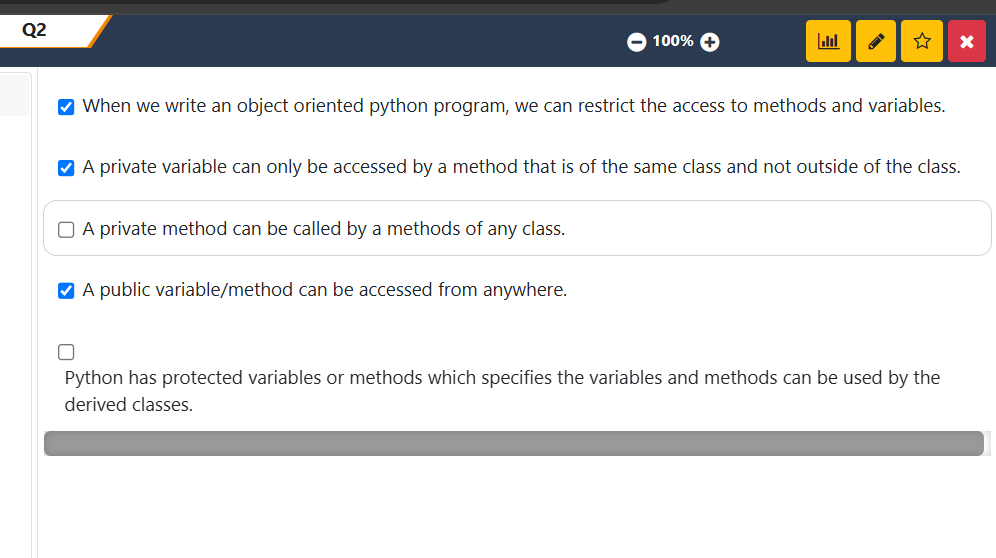 Q2
100%
When we write an object oriented python program, we can restrict the access to methods and variables.
A private variable can only be accessed by a method that is of the same class and not outside of the class.
A private method can be called by a methods of any class.
A public variable/method can be accessed from anywhere.
Python has protected variables or methods which specifies the variables and methods can be used by the
derived classes.